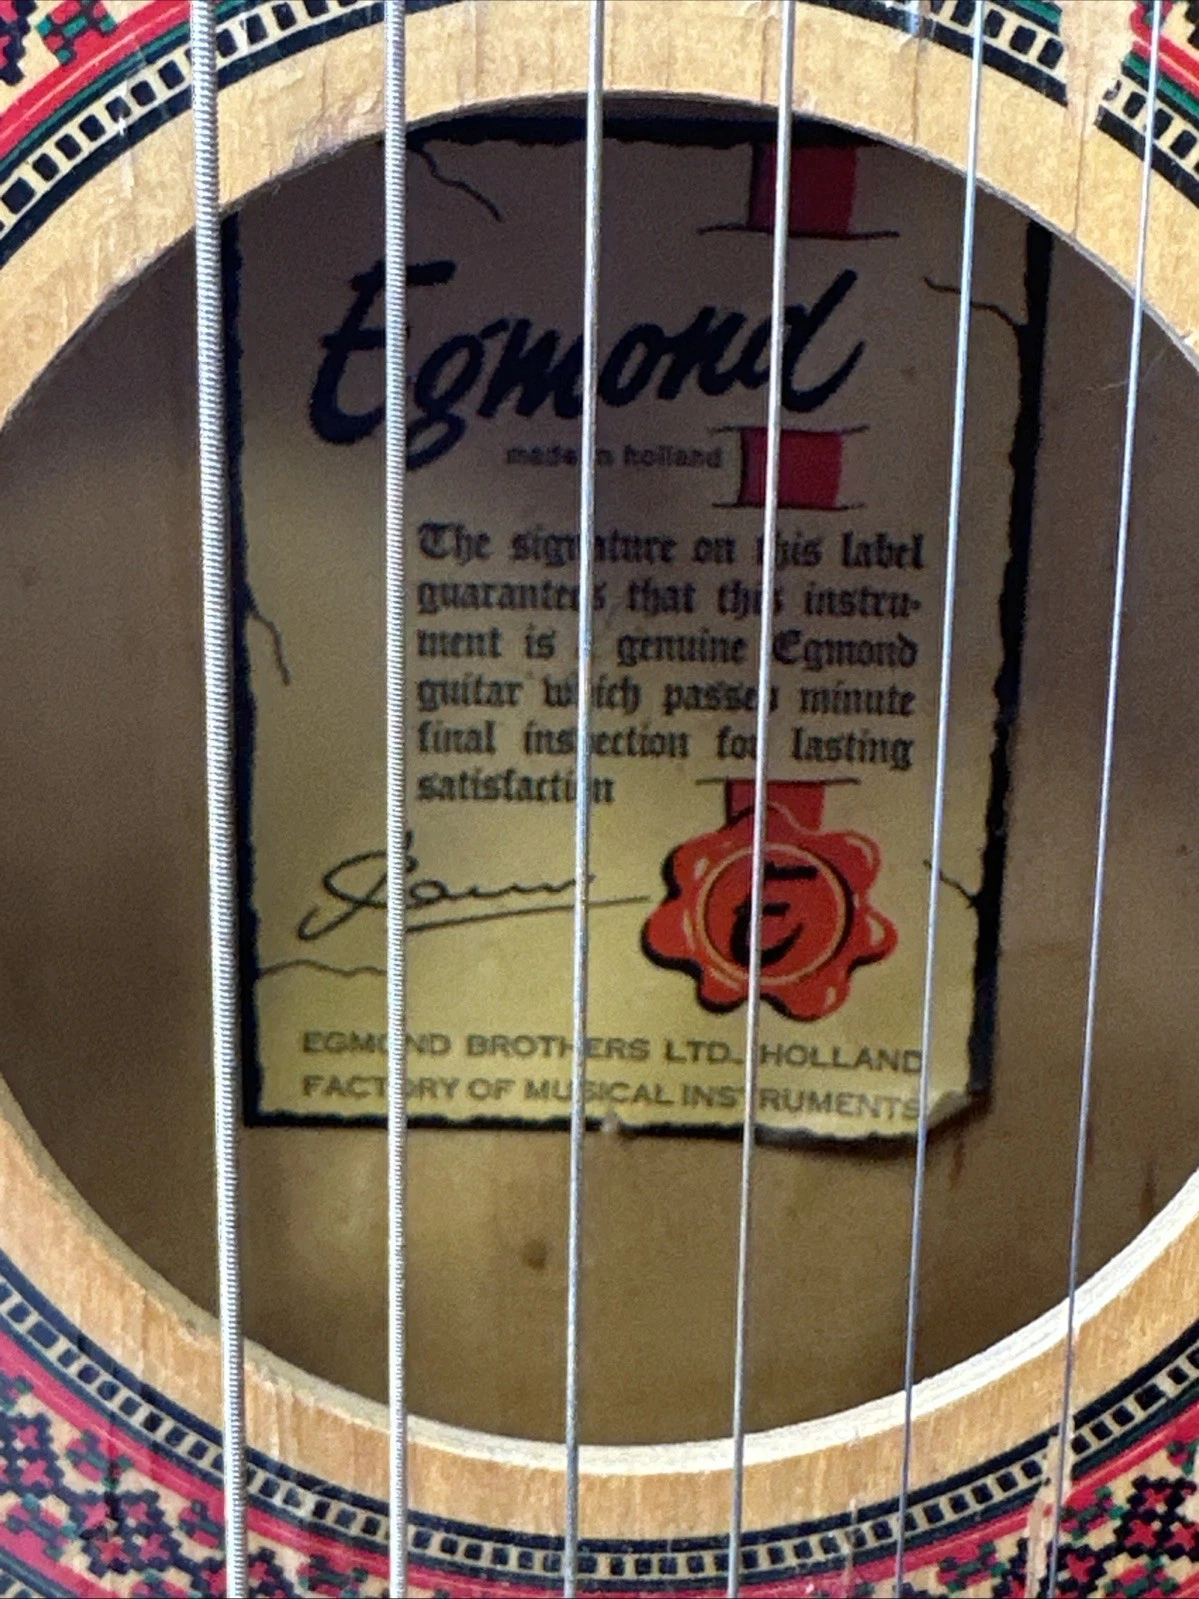 Egmond
made in holland
The signature on this label
guarantees that this instru-
ment is a genuine Egmond
guitar which passed minute
final inspection for lasting
satisfaction
E
EGMOND BROTHERS LTD. HOLLAND
FACTORY OF MUSICAL INSTRUMENTS